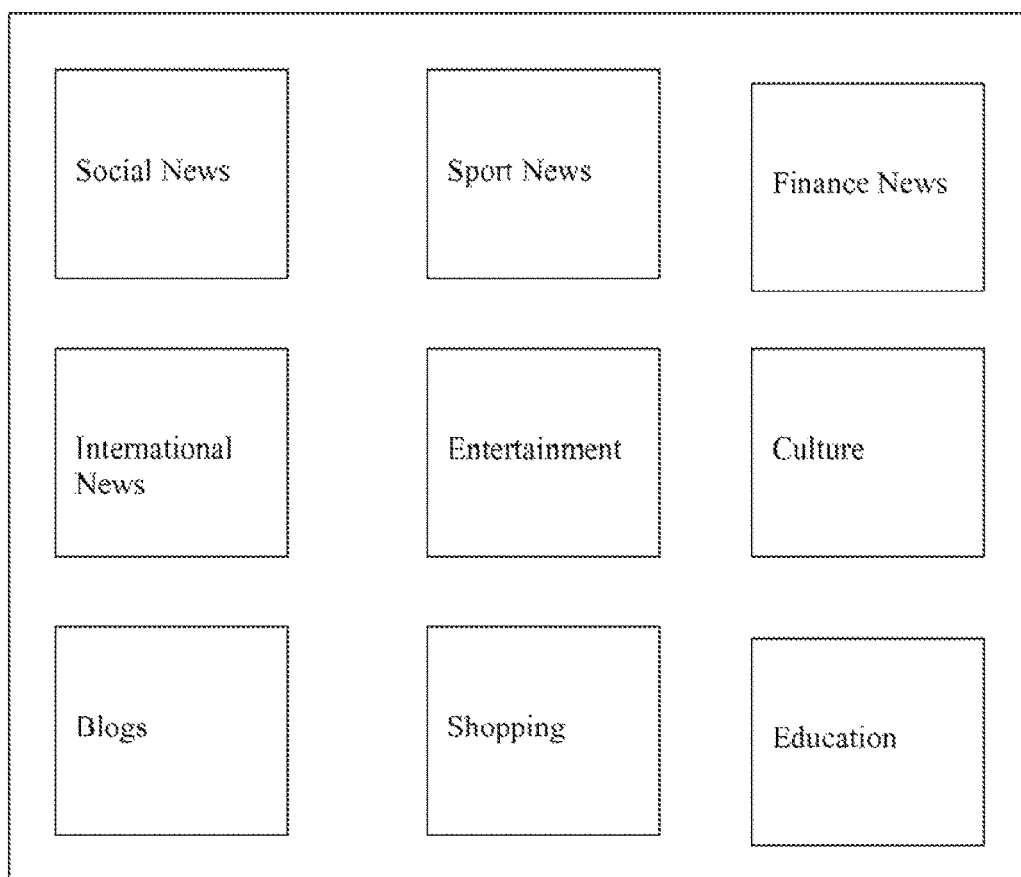 Social News
Sport News
Finance News
International
News
Entertainment
Culture
Blogs
Shopping
Education